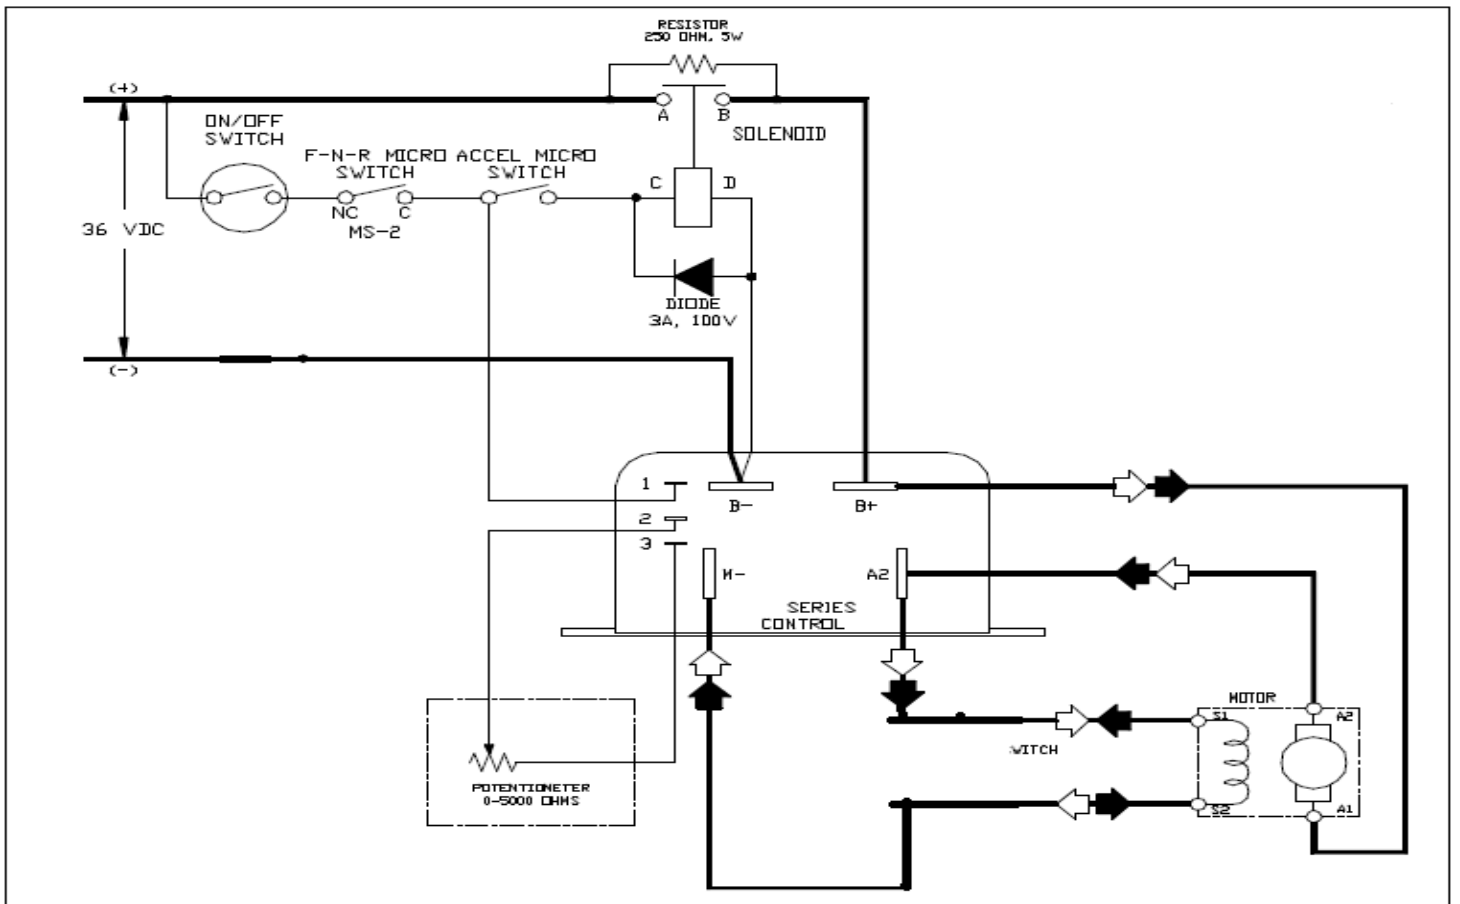 RESISTOR
250 OHM, 5W
(+)
A
B
SOLENOID
ON/OFF
SWITCH
F-N-R MICRO
SWITCH
ACCEL MICRO
SWITCH
C
D
NC
C
MS-2
36 VDC
DIODE
3A, 100V
(-)
1
2
3
B-
B+
M-
A2
SERIES
CONTROL
MOTOR
S1
A2
WITCH
POTENTIOMETER
0-5000 OHMS
S2
A1